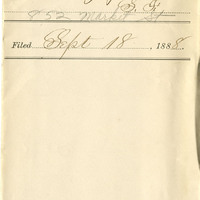 S. F.
852 Market St
Filed Sept 18 1888.